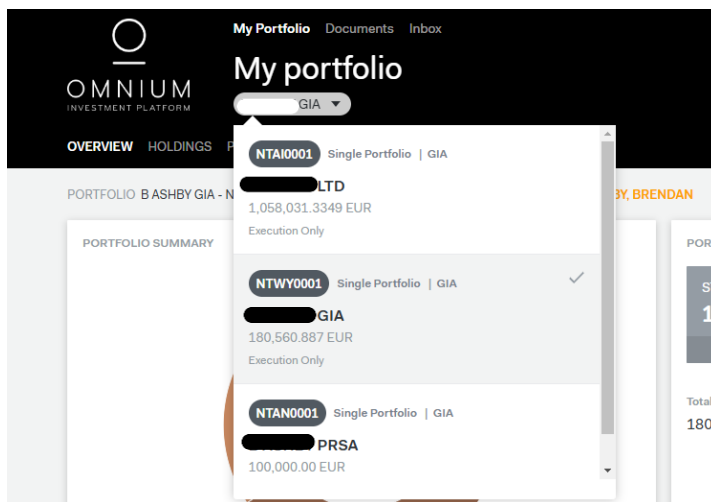 My Portfolio Documents Inbox
My portfolio
OMNIUM
INVESTMENT PLATFORM
GIA
OVERVIEW HOLDINGS P
NTAI0001 Single Portfolio | GIA
LTD
1,058,031.3349 EUR
Execution Only
PORTFOLIO B ASHBY GIA - N BY, BRENDAN
PORTFOLIO SUMMARY
POR
NTWY0001 Single Portfolio | GIA
GIA
180,560.887 EUR
Execution Only
S
1
NTAN0001 Single Portfolio | GIA
PRSA
100,000.00 EUR
Total
180